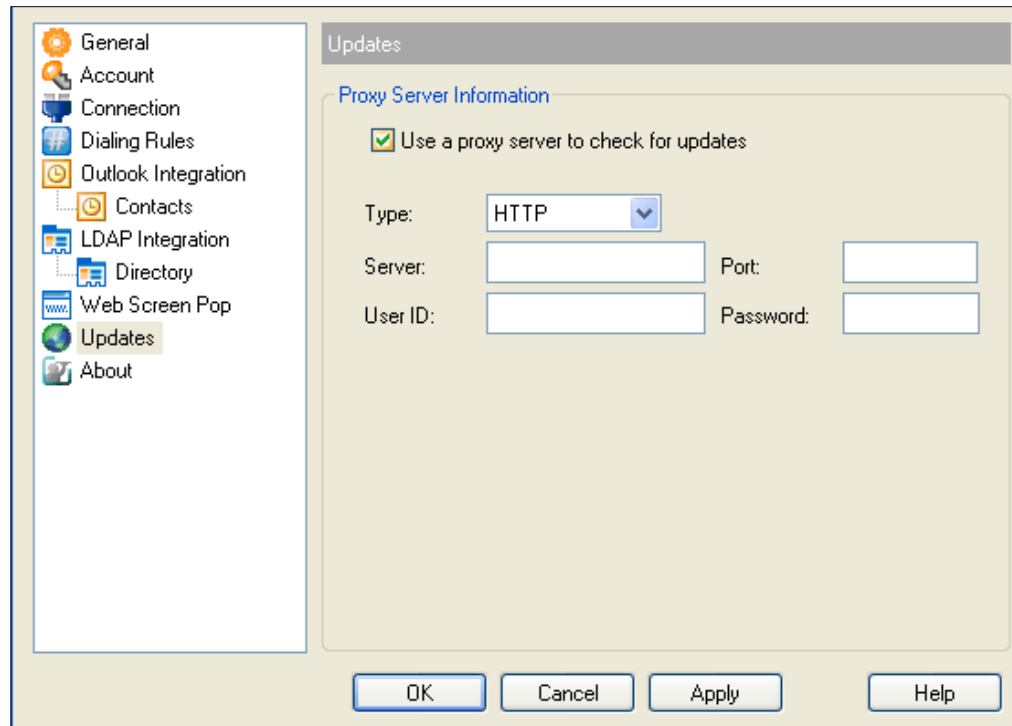 General
Account
Connection
Dialing Rules
Outlook Integration
Contacts
LDAP Integration
Directory
www. Web Screen Pop
Updates
About
Updates
Proxy Server Information
Use a proxy server to check for updates
Type: HTTP
Server: Port:
User ID: Password:
OK Cancel Apply Help